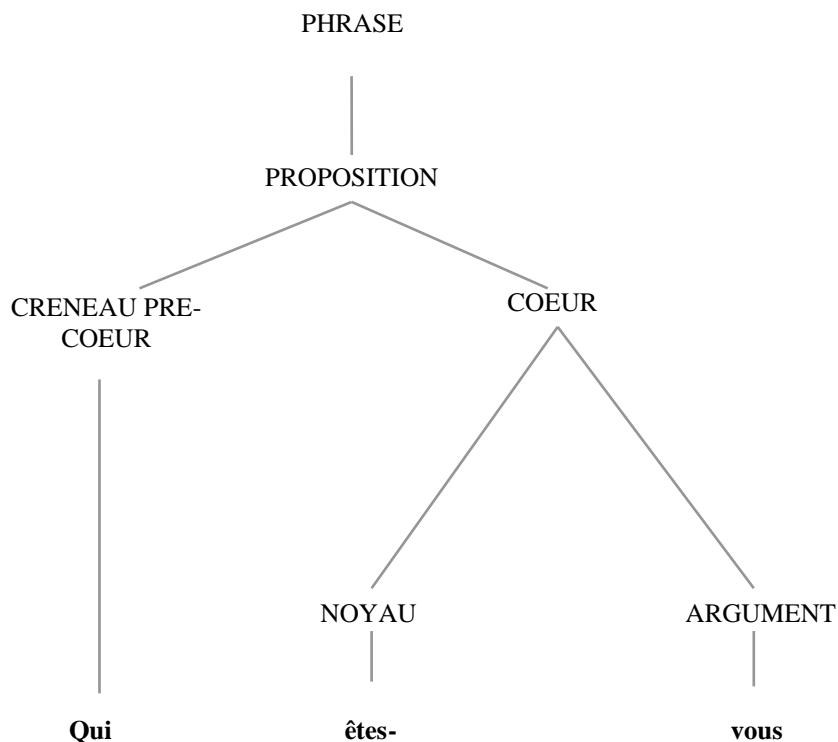 PHRASE
PROPOSITION
CRENEAU PRE-
COEUR
COEUR
NOYAU
ARGUMENT
Qui
êtes-
vous